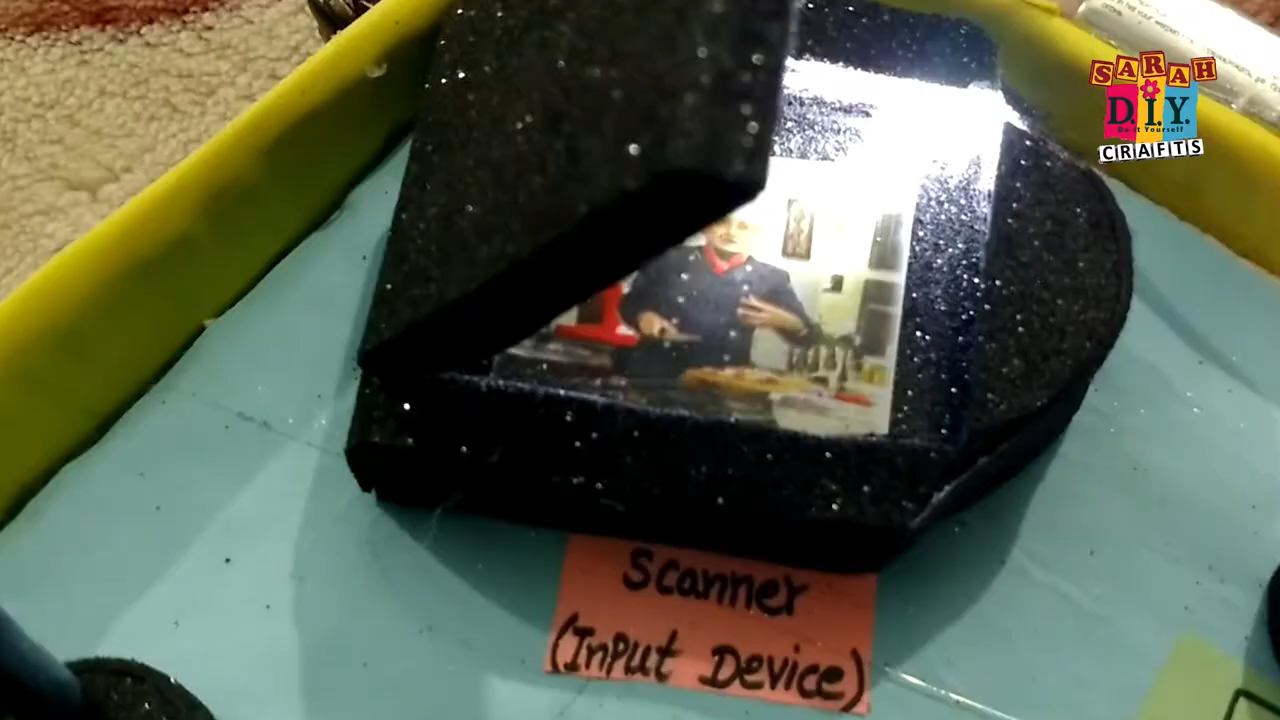 SARAH
D.I.Y.
Do It Yourself
CRAFTS
Scanner
(Input Device)